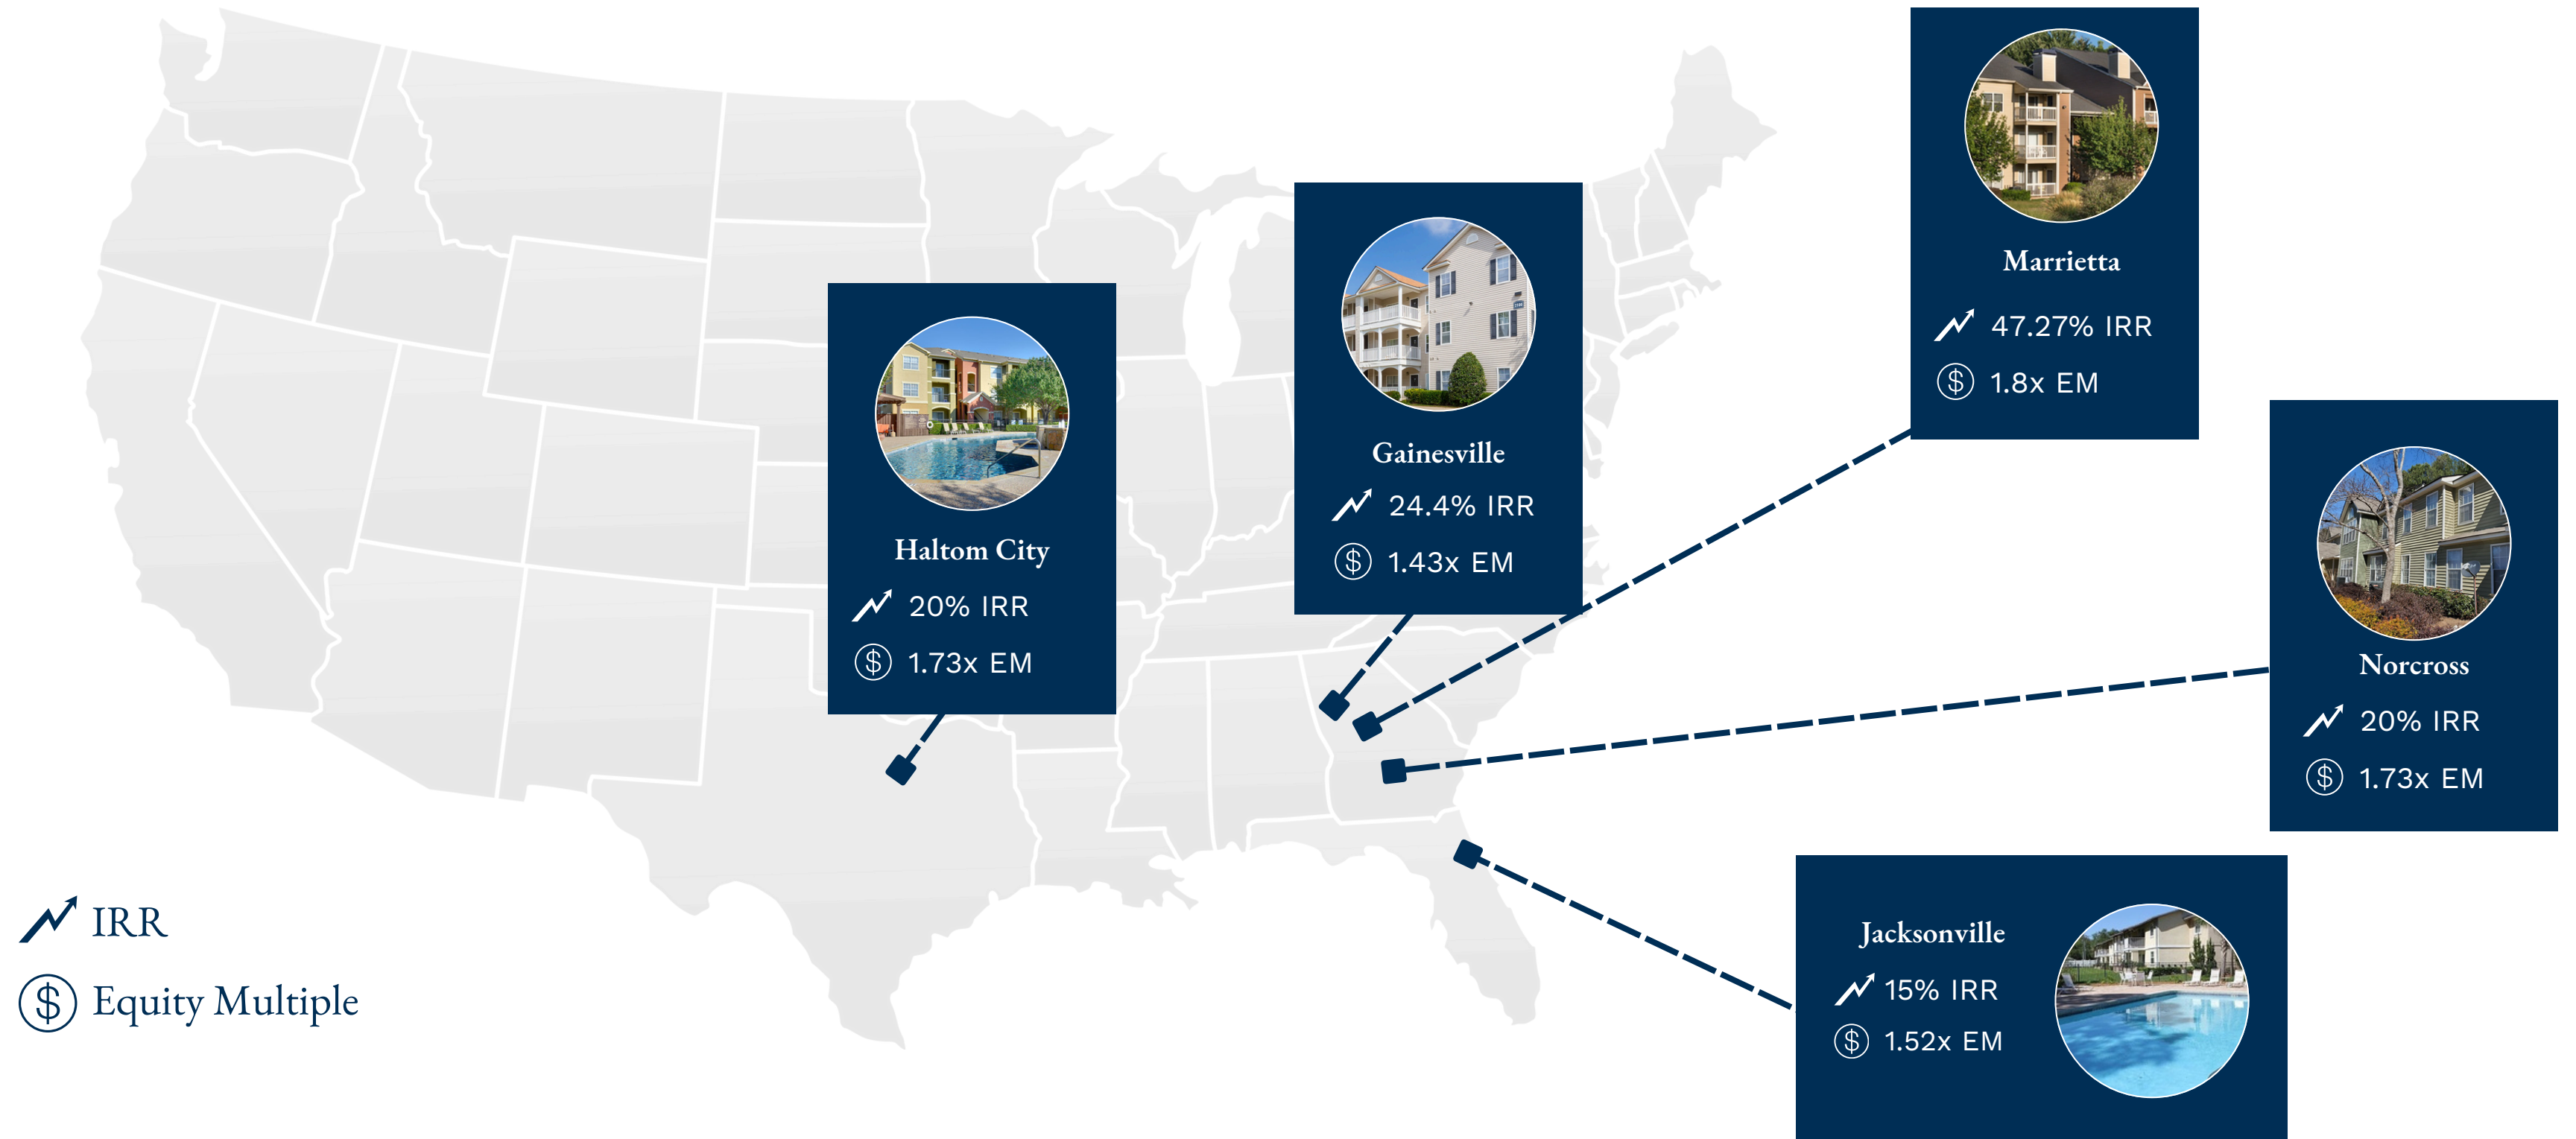 Marrietta
47.27% IRR
1.8x EM
Gainesville
24.4% IRR
1.43x EM
Haltom City
20% IRR
1.73x EM
Norcross
20% IRR
1.73x EM
Jacksonville
15% IRR
1.52x EM
IRR
Equity Multiple